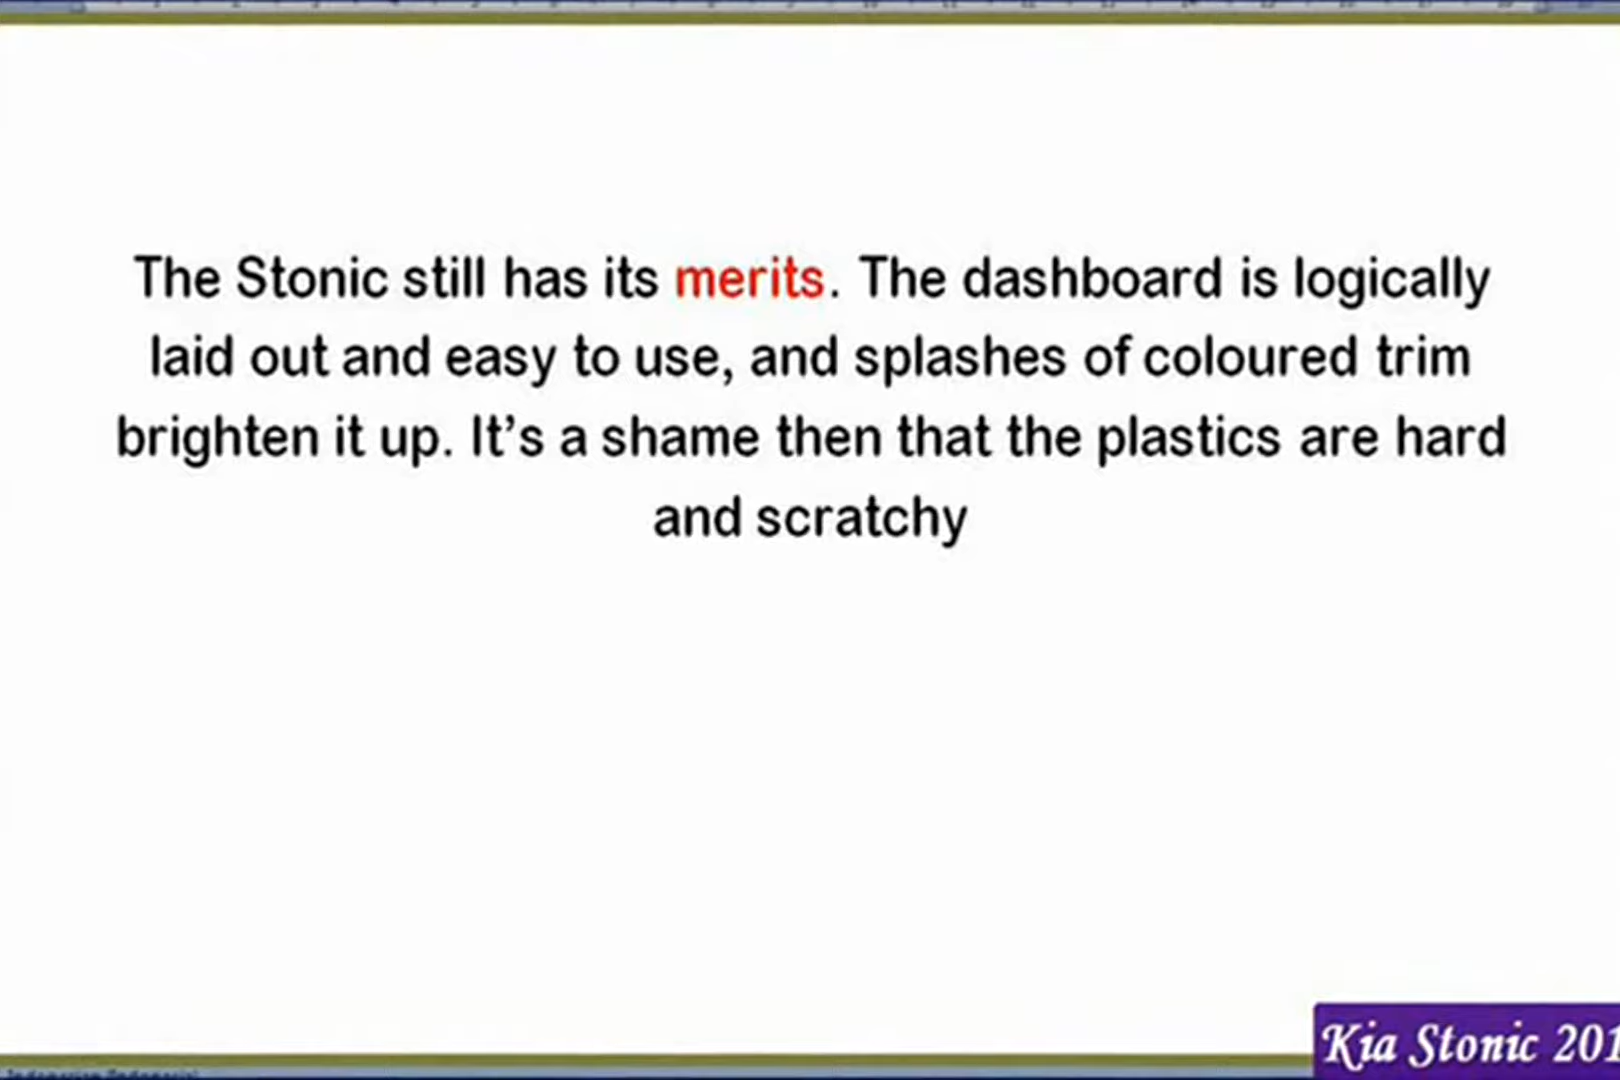 The Stonic still has its merits. The dashboard is logically
laid out and easy to use, and splashes of coloured trim
brighten it up. It’s a shame then that the plastics are hard
and scratchy
Kia Stonic 201